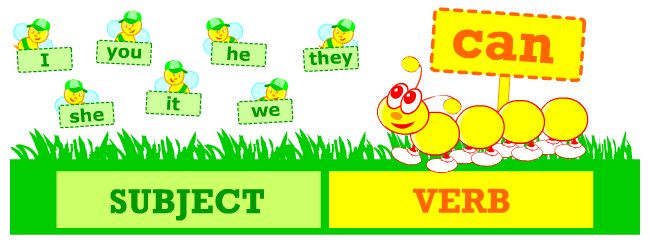 I
you
he
they
she
it
we
can
SUBJECT
VERB